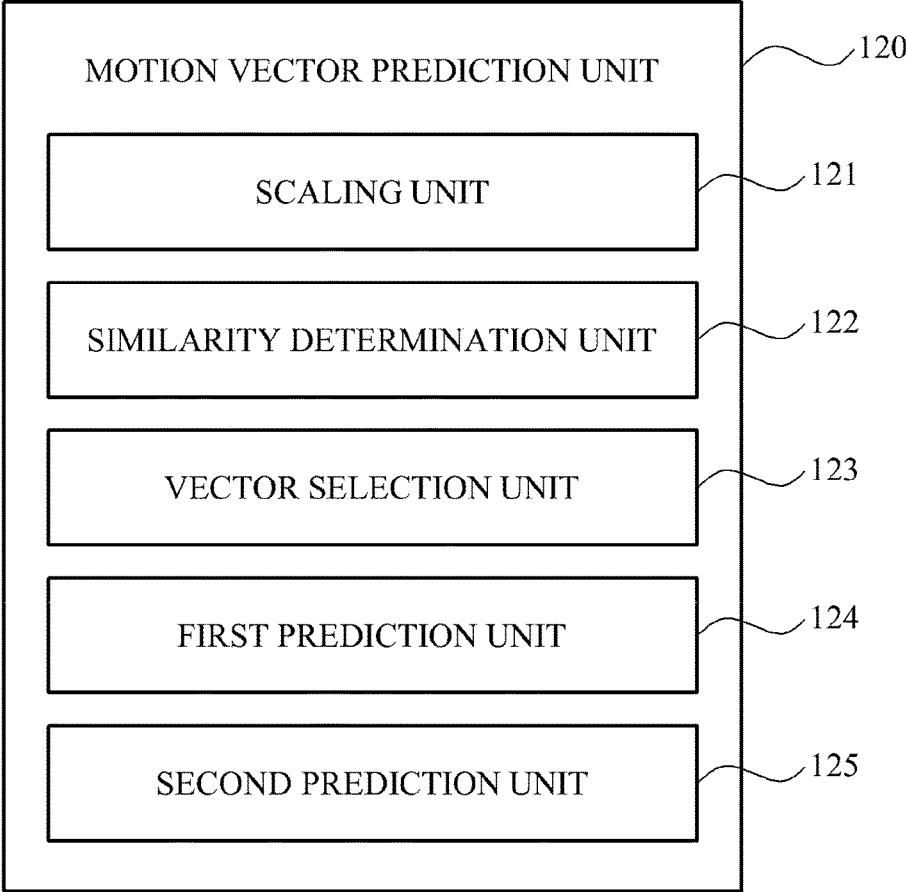 MOTION VECTOR PREDICTION UNIT
120
SCALING UNIT
121
SIMILARITY DETERMINATION UNIT
122
VECTOR SELECTION UNIT
123
FIRST PREDICTION UNIT
124
SECOND PREDICTION UNIT
125